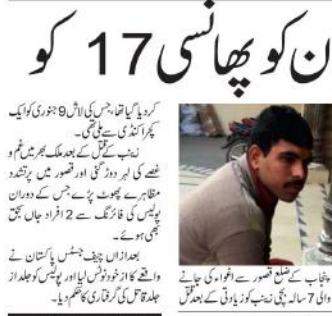 ن کو پھانسی 17 کو
پنجاب کے ضلع قصور سے اغواء کی جانے
والی 7 سالہ بچی زینب کو زیادتی کے بعد قتل
کردیا گیا تھا، جس کی لاش 9 جنوری کو ایک
کچرا کنڈی سے ملی تھی۔
زینب کے قتل کے بعد ملک بھر میں غم و
غصے کی لہر دوڑ گئی اور قصور میں پرتشدد
مظاہرے پھوٹ پڑے جس کے دوران
پولیس کی فائرنگ سے 2 افراد جاں بحق
بھی ہوئے۔
بعدازاں چیف جسٹس پاکستان نے
واقعے کا از خود نوٹس لیا اور پولیس کو جلد از
جلد قاتل کی گرفتاری کا حکم دیا۔